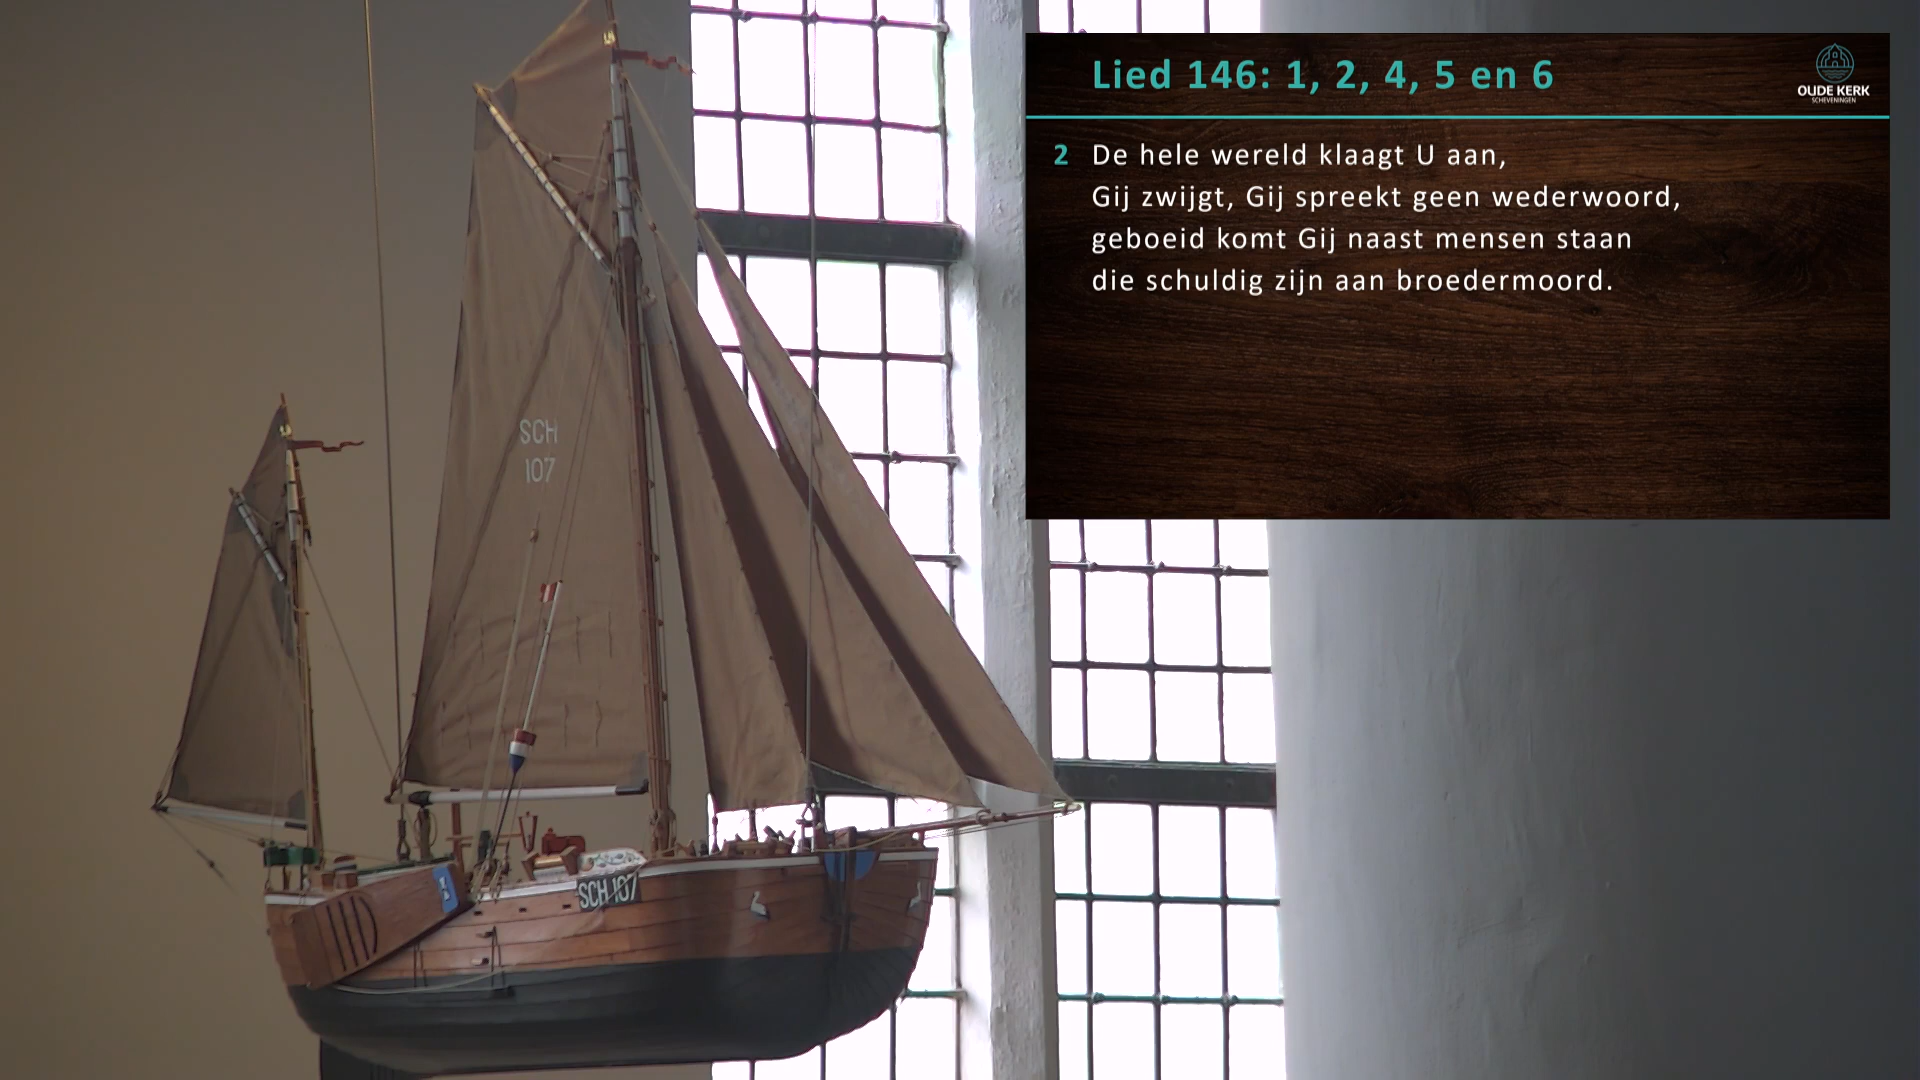 Lied 146: 1, 2, 4, 5 en 6
OUDE KERK
SCHEVENINGEN
2 De hele wereld klaagt U aan,
Gij zwijgt, Gij spreekt geen wederwoord,
geboeid komt Gij naast mensen staan
die schuldig zijn aan broedermoord.
SCH
107
SCH 107